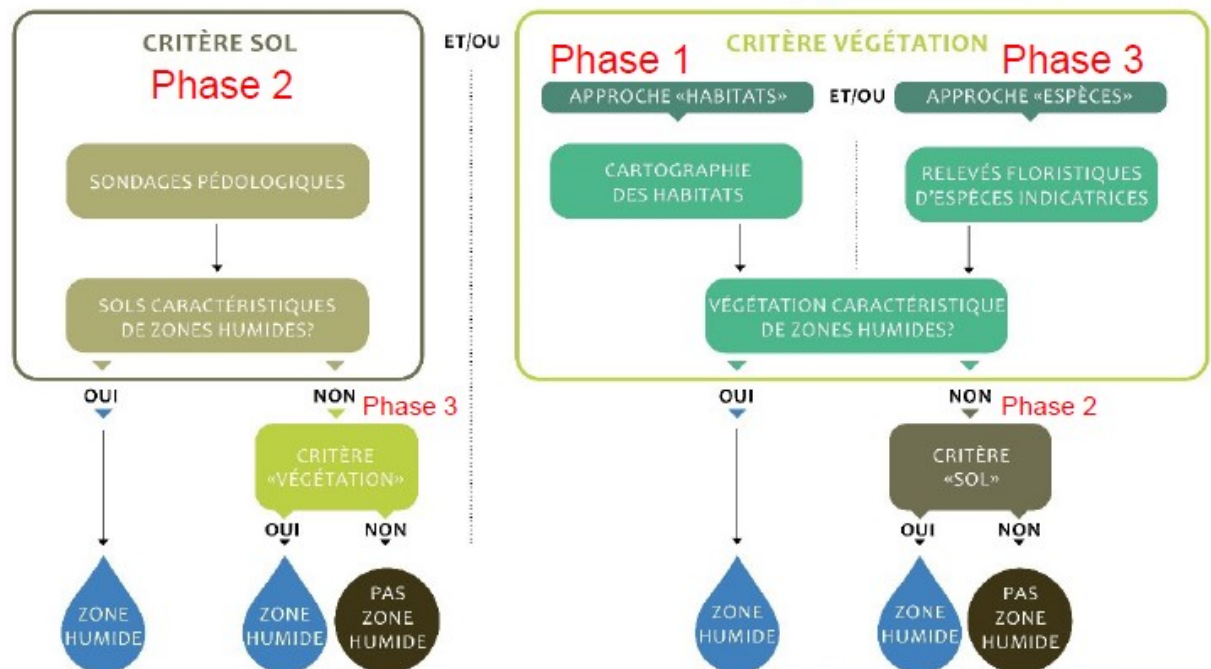 CRITÈRE SOL
Phase 2
SONDAGES PÉDOLOGIQUES
SOLS CARACTÉRISTIQUES
DE ZONES HUMIDES?
OUI
NON
Phase 3
CRITÈRE
«VÉGÉTATION»
OUI
NON
ZONE
HUMIDE
ZONE
HUMIDE
PAS
ZONE
HUMIDE
ET/OU
CRITÈRE VÉGÉTATION
Phase 1
Phase 3
APPROCHE «HABITATS»
ET/OU
APPROCHE «ESPÈCES»
CARTOGRAPHIE
DES HABITATS
RELEVÉS FLORISTIQUES
D'ESPÈCES INDICATRICES
VÉGÉTATION CARACTÉRISTIQUE
DE ZONES HUMIDES?
OUI
NON
Phase 2
CRITÈRE
«SOL»
OUI
NON
ZONE
HUMIDE
ZONE
HUMIDE
PAS
ZONE
HUMIDE